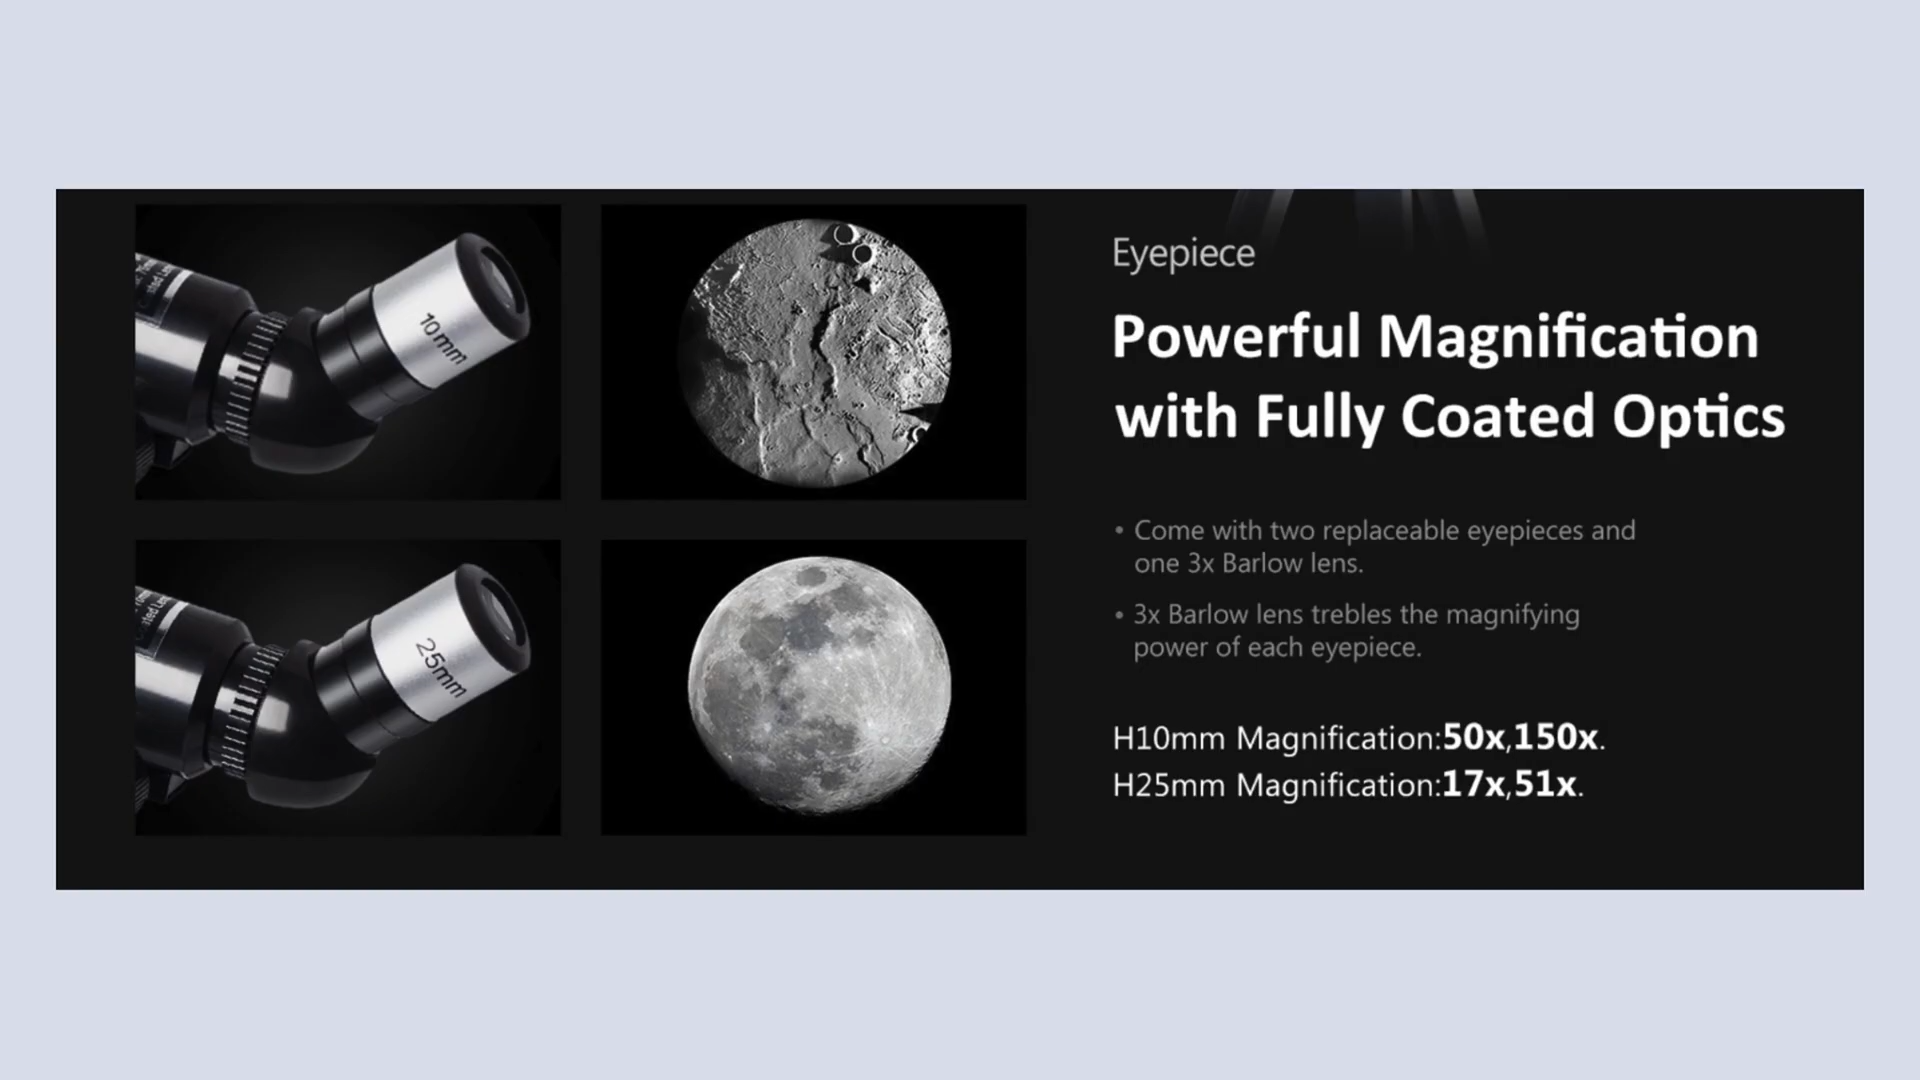 10mm
Eyepiece
Powerful Magnification
with Fully Coated Optics
• Come with two replaceable eyepieces and
one 3x Barlow lens.
• 3x Barlow lens trebles the magnifying
power of each eyepiece.
25mm
H10mm Magnification:50x,150x.
H25mm Magnification:17x,51x.